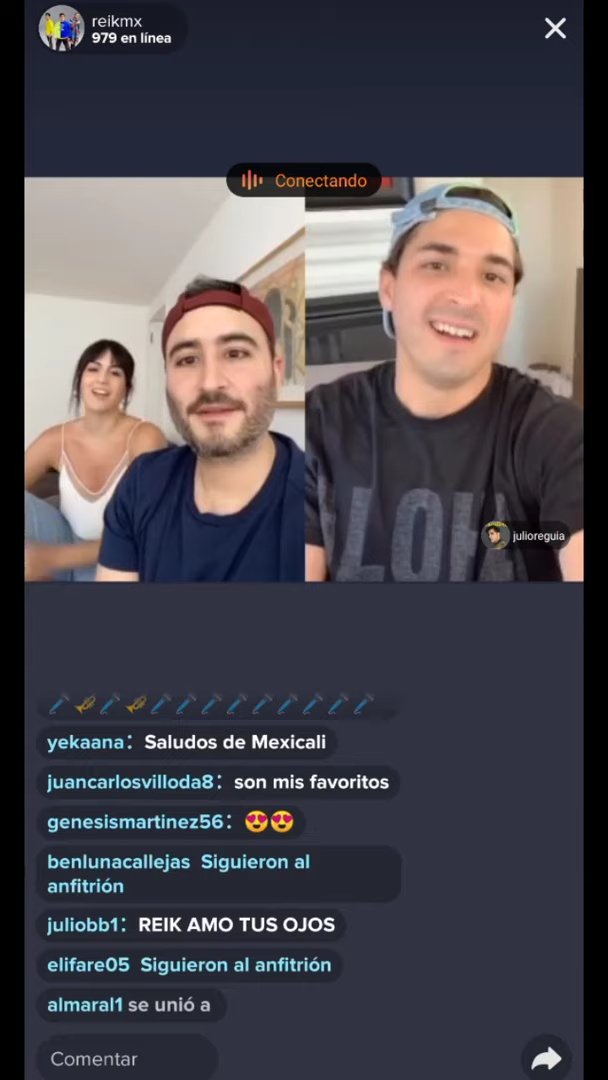 reikmx
979 en línea
Conectando
julioreguia
yekaana: Saludos de Mexicali
juancarlosvilloda8: son mis favoritos
genesismartinez56: 😍😍
benlunacallejas Siguieron al
anfitrión
juliobb1: REIK AMO TUS OJOS
elifare05 Siguieron al anfitrión
almaral1 se unió a
Comentar